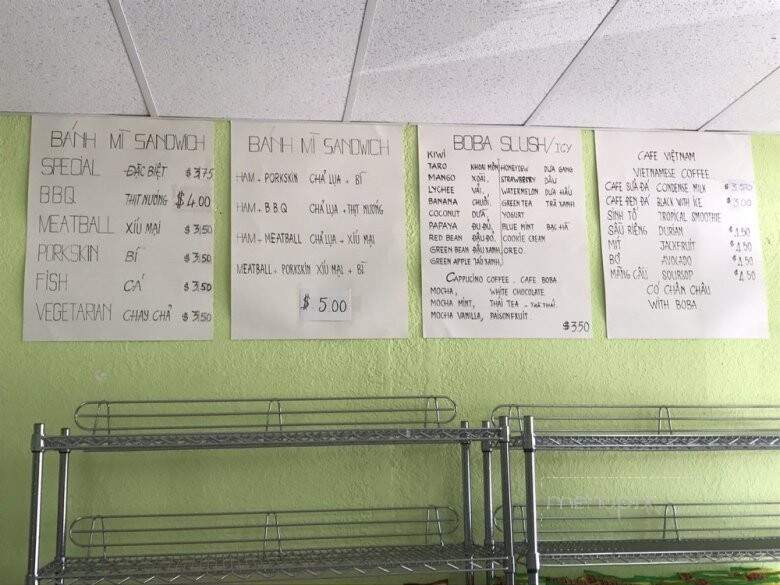 BÁNH MÌ SANDWICH
SPECIAL ĐẶC BIỆT $3.75
B B Q THỊT NƯỚNG $4.00
MEATBALL XÍU MẠI $3.50
PORKSKIN BÌ $3.50
FISH CÁ $3.50
VEGETARIAN CHAY CHẢ $3.50
BANH MÌ SANDWICH
HAM + PORKSKIN CHẢ LỤA + BÌ
HAM + B.B.Q CHẢ LỤA + THỊT NƯỚNG
HAM + MEATBALL CHẢ LỤA + XÍU MẠI
MEATBALL + PORKSKIN XÍU MẠI + BÌ
$ 5.00
BOBA SLUSH/ICY
KIWI
TARO KHOAI MÔN HONEYDEW DƯA GANG
MANGO XOÀI STRAWBERRY DÂU
LYCHEE VẢI WATERMELON DƯA HẤU
BANANA CHUỐI GREEN TEA TRÀ XANH
COCONUT DỪA YOGURT
PAPAYA ĐU ĐỦ BLUE MINT BẠC HÀ
RED BEAN ĐẬU ĐỎ COOKIE CREAM
GREEN BEAN ĐẬU XANH OREO
GREEN APPLE TÁO XANH
CAPPUCINO COFFEE. CAFE BOBA
MOCHA, WHITE CHOCOLATE
MOCHA MINT, THAI TEA - TRÀ THÁI
MOCHA VANILLA, PAISONFRUIT
$3.50
CAFE VIỆTNAM
VIETNAMESE COFFEE
CAFE SỮA ĐÁ CONDENSE MILK $3.50
CAFE ĐEN ĐÁ BLACK WITH ICE $3.00
SINH TỐ TROPICAL SMOOTHIE
SẦU RIÊNG DURIAN $4.50
MÍT JACKFRUIT $4.50
BƠ AVOCADO $4.50
MÃNG CẦU SOURSOP $4.50
CÓ CHÂN CHÂU
WITH BOBA
menupix